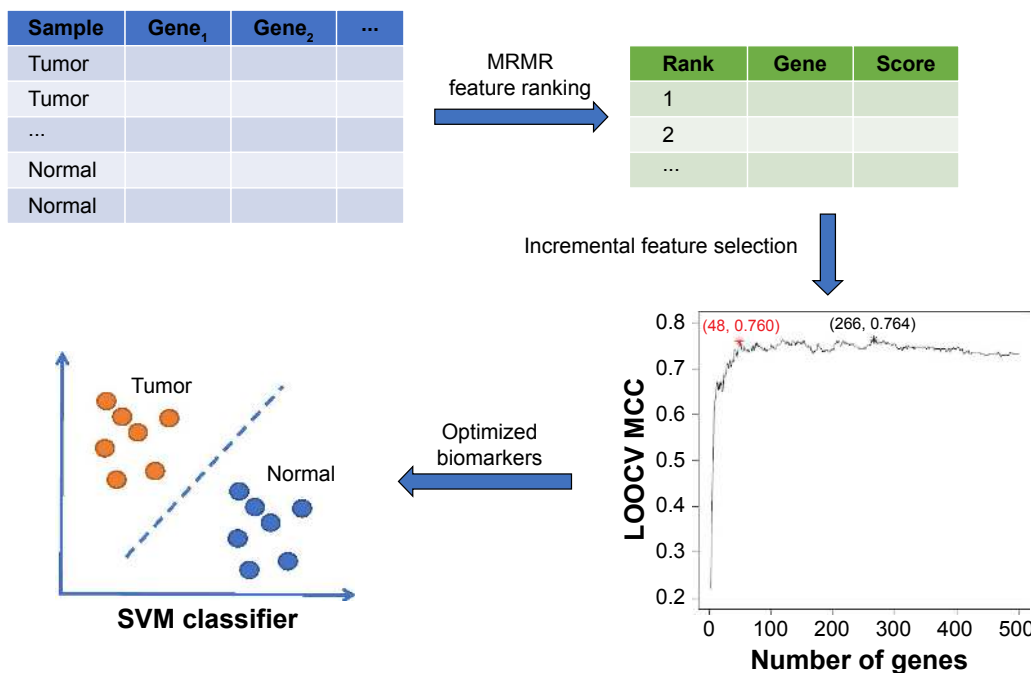 Sample Gene1 Gene2 ...
Tumor
Tumor
...
Normal
Normal
MRMR
feature ranking
Rank Gene Score
1
2
...
Incremental feature selection
(48, 0.760) (266, 0.764)
0.8
0.7
0.6
0.5
0.4
0.3
0.2
LOOCV MCC
0 100 200 300 400 500
Number of genes
Optimized
biomarkers
Tumor
Normal
SVM classifier